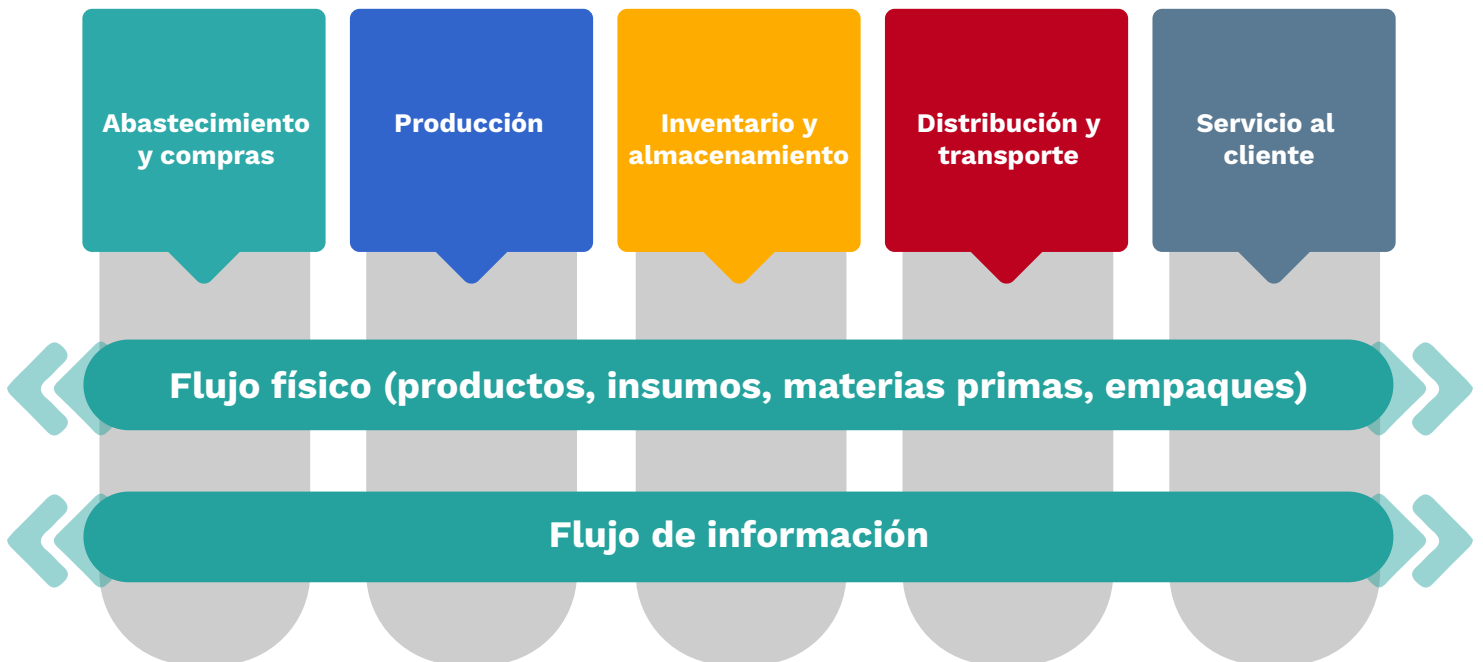 Abastecimiento
y compras
Producción
Inventario y
almacenamiento
Distribución y
transporte
Servicio al
cliente
Flujo físico (productos, insumos, materias primas, empaques)
Flujo de información